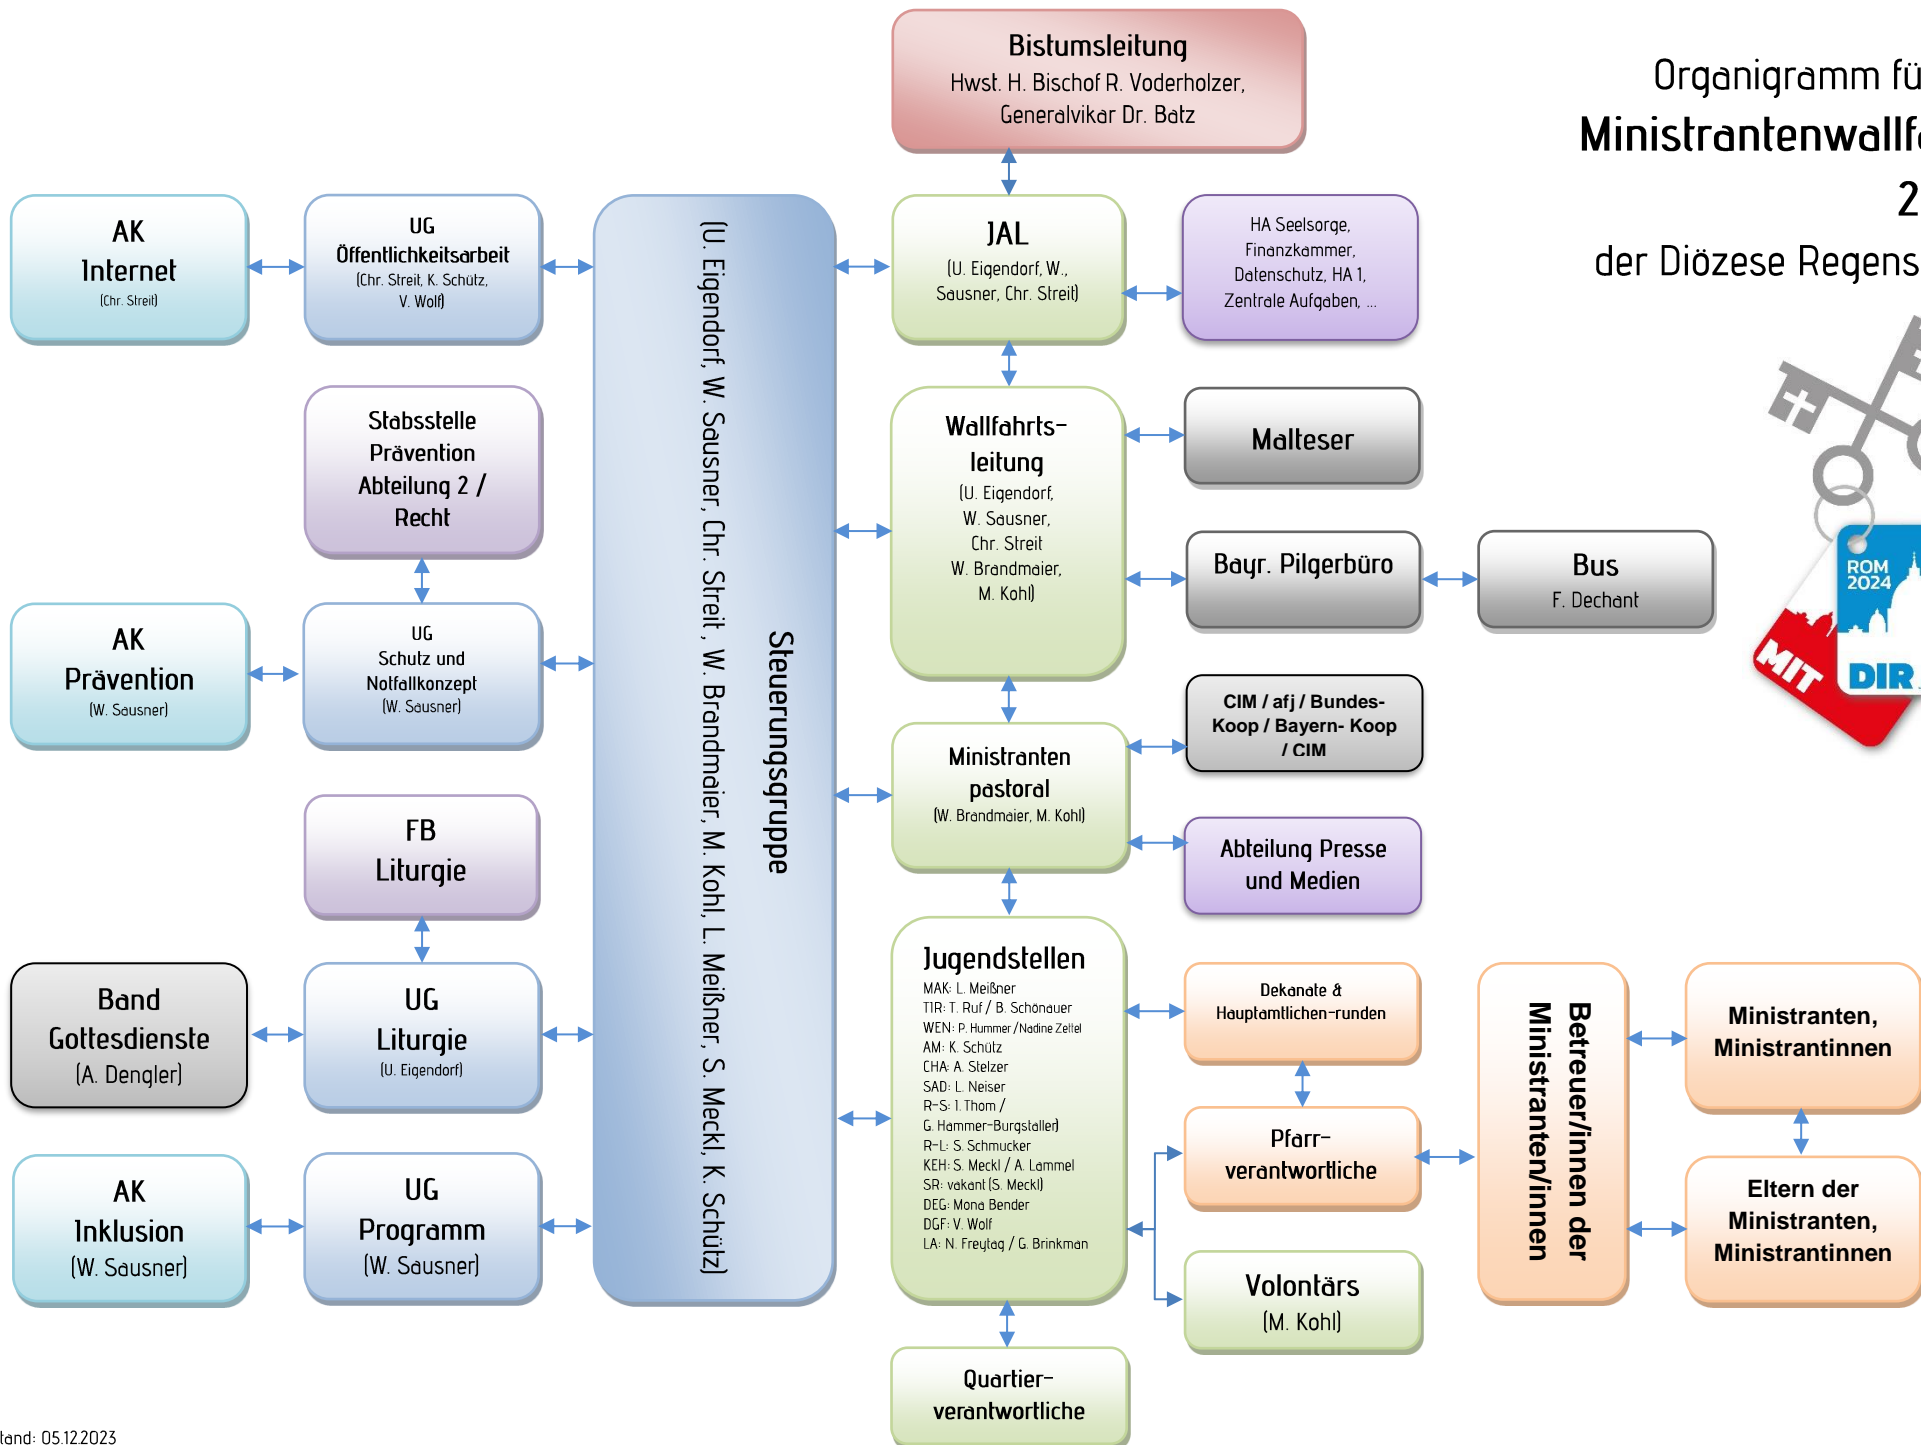 Bistumsleitung
Hwst. H. Bischof R. Voderholzer,
Generalvikar Dr. Batz
Organigramm fü
Ministrantenwallf
2
der Diözese Regens
AK
Internet
(Chr. Streit)
UG
Öffentlichkeitsarbeit
(Chr. Streit, K. Schütz,
V. Wolf)
Steuerungsgruppe
(U. Eigendorf, W. Sausner, Chr. Streit , W. Brandmaier, M. Kohl, L. Meißner, S. Meckl, K. Schütz)
JAL
(U. Eigendorf, W.,
Sausner, Chr. Streit)
HA Seelsorge,
Finanzkammer,
Datenschutz, HA 1,
Zentrale Aufgaben, ...
Stabsstelle
Prävention
Abteilung 2 /
Recht
Wallfahrts-
leitung
(U. Eigendorf,
W. Sausner,
Chr. Streit
W. Brandmaier,
M. Kohl)
Malteser
Bayr. Pilgerbüro
Bus
F. Dechant
ROM
2024
MIT
DIR
AK
Prävention
(W. Sausner)
UG
Schutz und
Notfallkonzept
(W. Sausner)
Ministranten
pastoral
(W. Brandmaier, M. Kohl)
CIM / afj / Bundes-
Koop / Bayern- Koop
/ CIM
Abteilung Presse
und Medien
FB
Liturgie
Band
Gottesdienste
(A. Dengler)
UG
Liturgie
(U. Eigendorf)
Jugendstellen
MAK: L. Meißner
TIR: T. Ruf / B. Schönauer
WEN: P. Hummer /Nadine Zettel
AM: K. Schütz
CHA: A. Stelzer
SAD: L. Neiser
R-S: I. Thom /
G. Hammer-Burgstaller)
R-L: S. Schmucker
KEH: S. Meckl / A. Lammel
SR: vakant (S. Meckl)
DEG: Mona Bender
DGF: V. Wolf
LA: N. Freytag / G. Brinkman
Dekanate &
Hauptamtlichen-runden
Pfarr-
verantwortliche
Betreuer/innen der
Ministranten/innen
Ministranten,
Ministrantinnen
Eltern der
Ministranten,
Ministrantinnen
AK
Inklusion
(W. Sausner)
UG
Programm
(W. Sausner)
Volontärs
(M. Kohl)
Quartier-
verantwortliche
tand: 05.12.2023